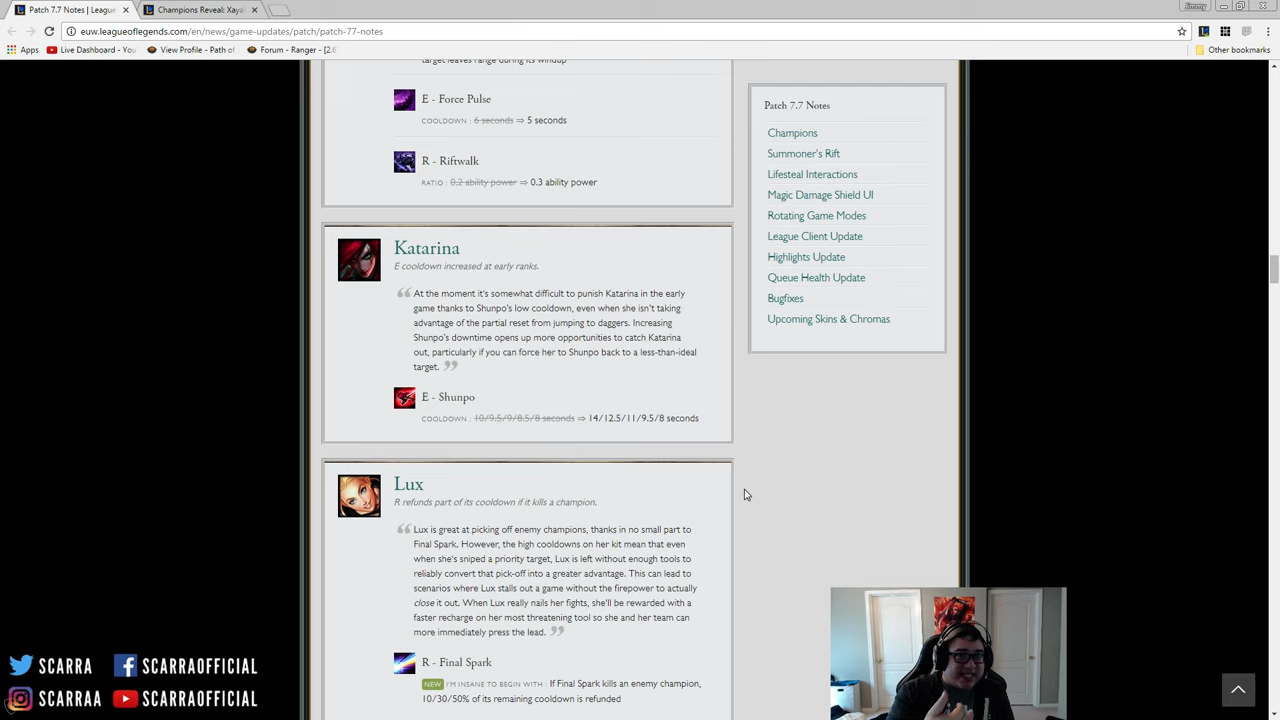 Patch 7.7 Notes | League
Champions Reveal: Xaya
Jimmy
euw.leagueoflegends.com/en/news/game-updates/patch/patch-77-notes
Apps
Live Dashboard - You
View Profile - Path of
Forum - Ranger - [2.6
Other bookmarks
target leaves range during its windup
E - Force Pulse
COOLDOWN : 6 seconds ⇒ 5 seconds
R - Riftwalk
RATIO : 0.2 ability power ⇒ 0.3 ability power
Katarina
E cooldown increased at early ranks.
At the moment it's somewhat difficult to punish Katarina in the early
game thanks to Shunpo's low cooldown, even when she isn't taking
advantage of the partial reset from jumping to daggers. Increasing
Shunpo's downtime opens up more opportunities to catch Katarina
out, particularly if you can force her to Shunpo back to a less-than-ideal
target.
E - Shunpo
COOLDOWN : 10/9.5/9/8.5/8 seconds ⇒ 14/12.5/11/9.5/8 seconds
Lux
R refunds part of its cooldown if it kills a champion.
Lux is great at picking off enemy champions, thanks in no small part to
Final Spark. However, the high cooldowns on her kit mean that even
when she's sniped a priority target, Lux is left without enough tools to
reliably convert that pick-off into a greater advantage. This can lead to
scenarios where Lux stalls out a game without the firepower to actually
close it out. When Lux really nails her fights, she'll be rewarded with a
faster recharge on her most threatening tool so she and her team can
more immediately press the lead.
R - Final Spark
NEW I'M INSANE TO BEGIN WITH : If Final Spark kills an enemy champion,
10/30/50% of its remaining cooldown is refunded
Patch 7.7 Notes
Champions
Summoner's Rift
Lifesteal Interactions
Magic Damage Shield UI
Rotating Game Modes
League Client Update
Highlights Update
Queue Health Update
Bugfixes
Upcoming Skins & Chromas
SCARRA
SCARRAOFFICIAL
SCARRAA
SCARRAOFFICIAL